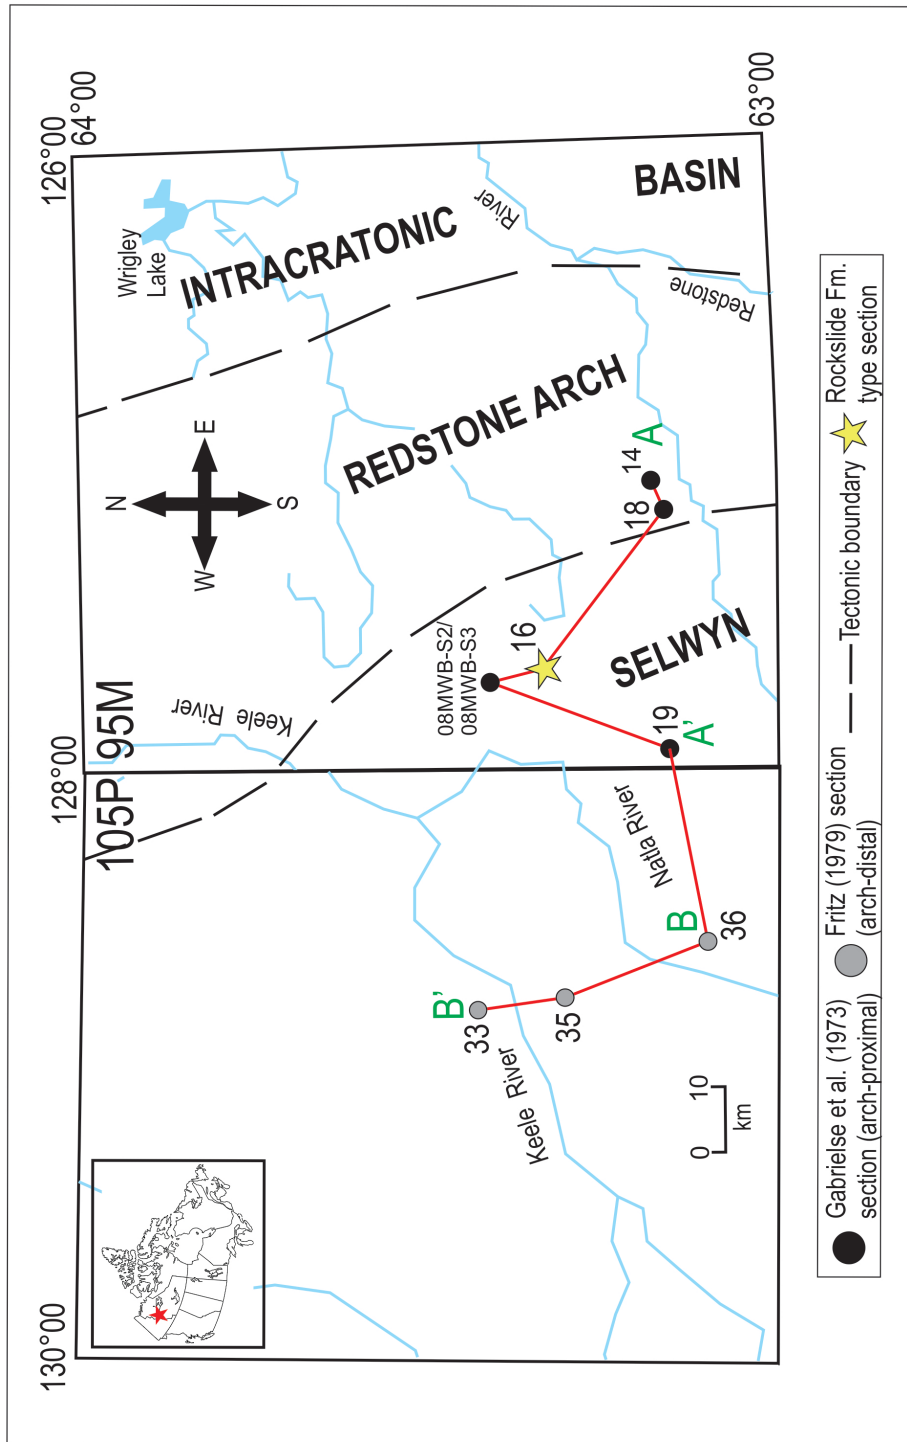 130°00
128°00
126°00
64°00
63°00
105P
95M
N
W
E
S
Wrigley
Lake
INTRACRATONIC
BASIN
REDSTONE ARCH
SELWYN
Redstone
River
Keele River
Keele River
Natla River
08MWB-S2/
08MWB-S3
16
14
A
18
19
A'
B
36
35
B'
33
0
10
km
Gabrielse et al. (1973)
section (arch-proximal)
Fritz (1979) section
(arch-distal)
Tectonic boundary
Rockslide Fm.
type section